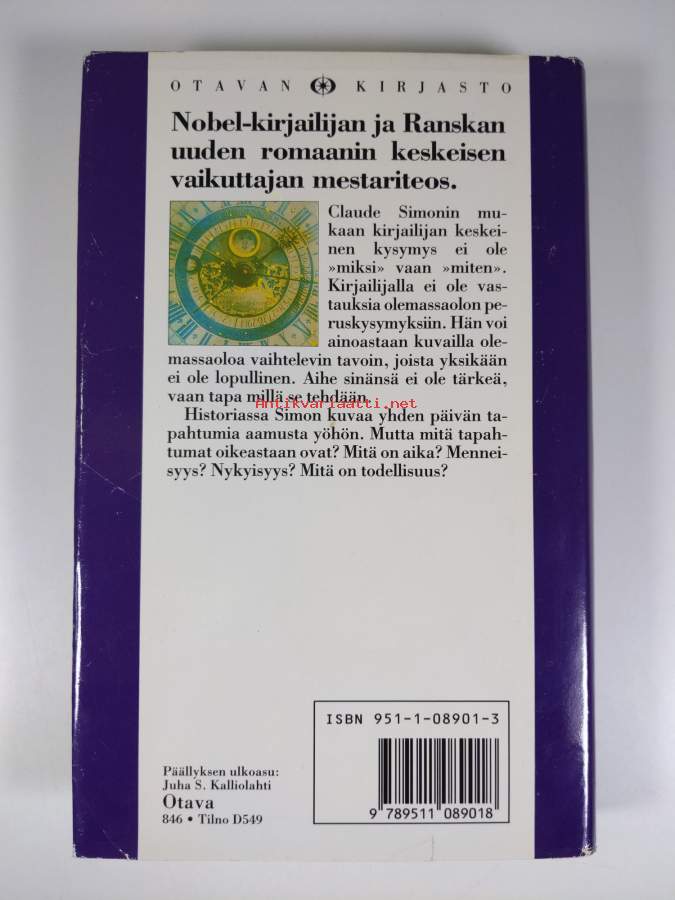 OTAVAN KIRJASTO
Nobel-kirjailijan ja Ranskan
uuden romaanin keskeisen
vaikuttajan mestariteos.
Claude Simonin mu-
kaan kirjailijan keskei-
nen kysymys ei ole
»miksi» vaan »miten».
Kirjailijalla ei ole vas-
tauksia olemassaolon pe-
ruskysymyksiin. Hän voi
ainoastaan kuvailla ole-
massaoloa vaihtelevin tavoin, joista yksikään
ei ole lopullinen. Aihe sinänsä ei ole tärkeä,
vaan tapa millä se tehdään.
Antikvariaatti.net
Historiassa Simon kuvaa yhden päivän ta-
pahtumia aamusta yöhön. Mutta mitä tapah-
tumat oikeastaan ovat? Mitä on aika? Mennei-
syys? Nykyisyys? Mitä on todellisuus?
ISBN 951-1-08901-3
9 789511 089018
Päällyksen ulkoasu:
Juha S. Kalliolahti
Otava
846 • Tilno D549